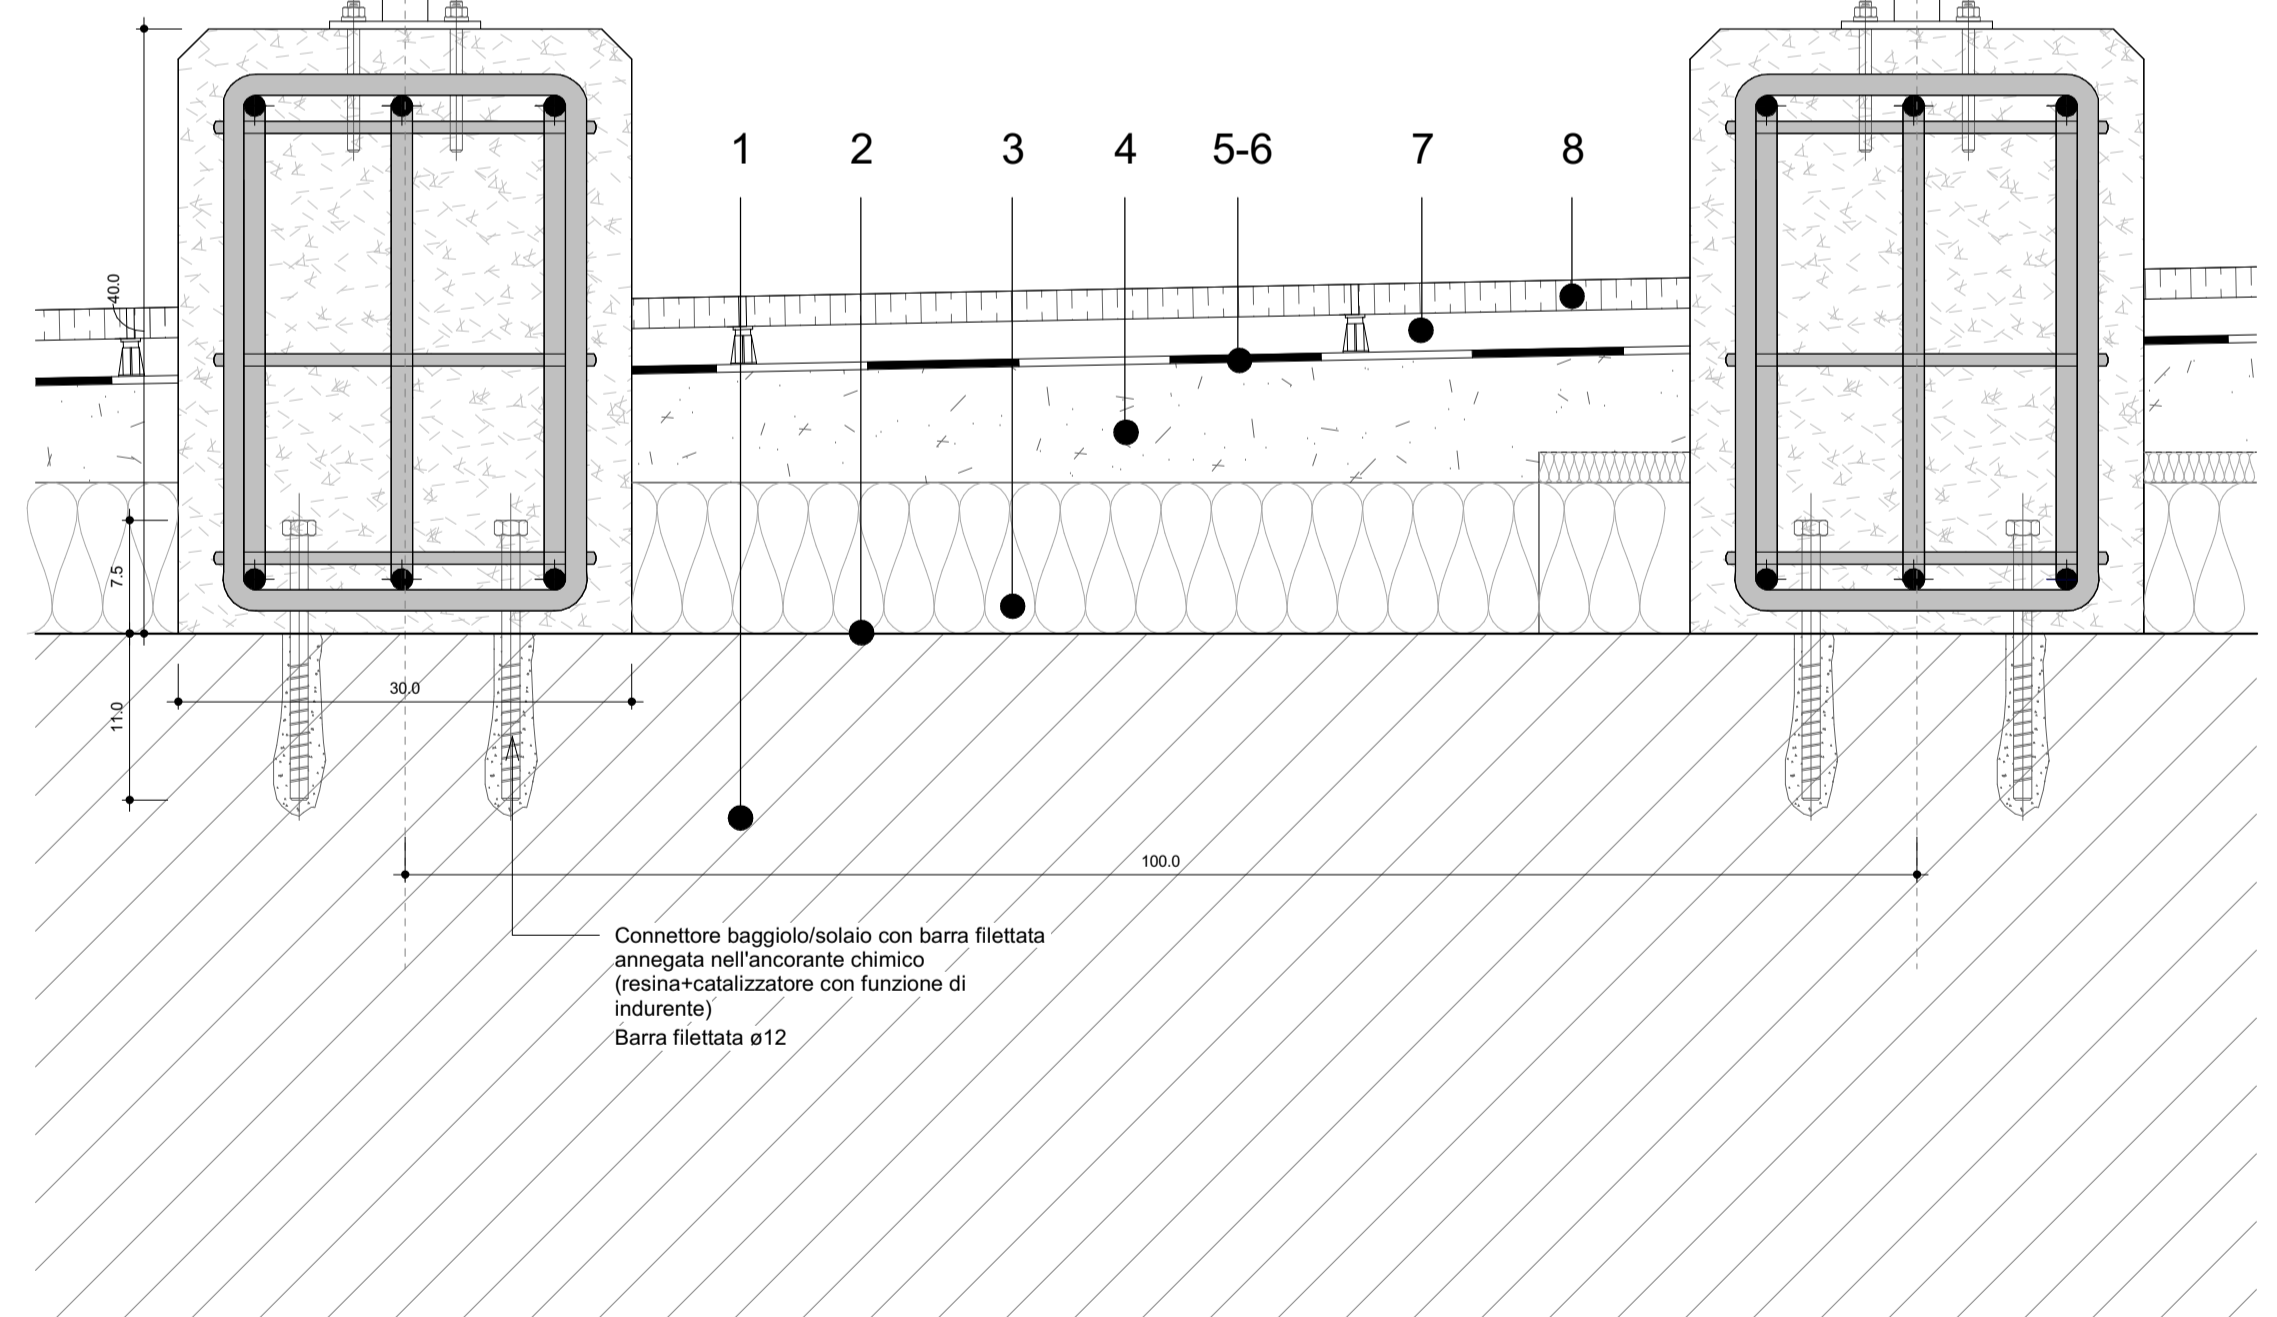 1 2 3 4 5-6 7 8
40.0
7.5
30.0
11.0
100.0
Connettore baggiolo/solaio con barra filettata
annegata nell'ancorante chimico
(resina+catalizzatore con funzione di
indurente)
Barra filettata ø12